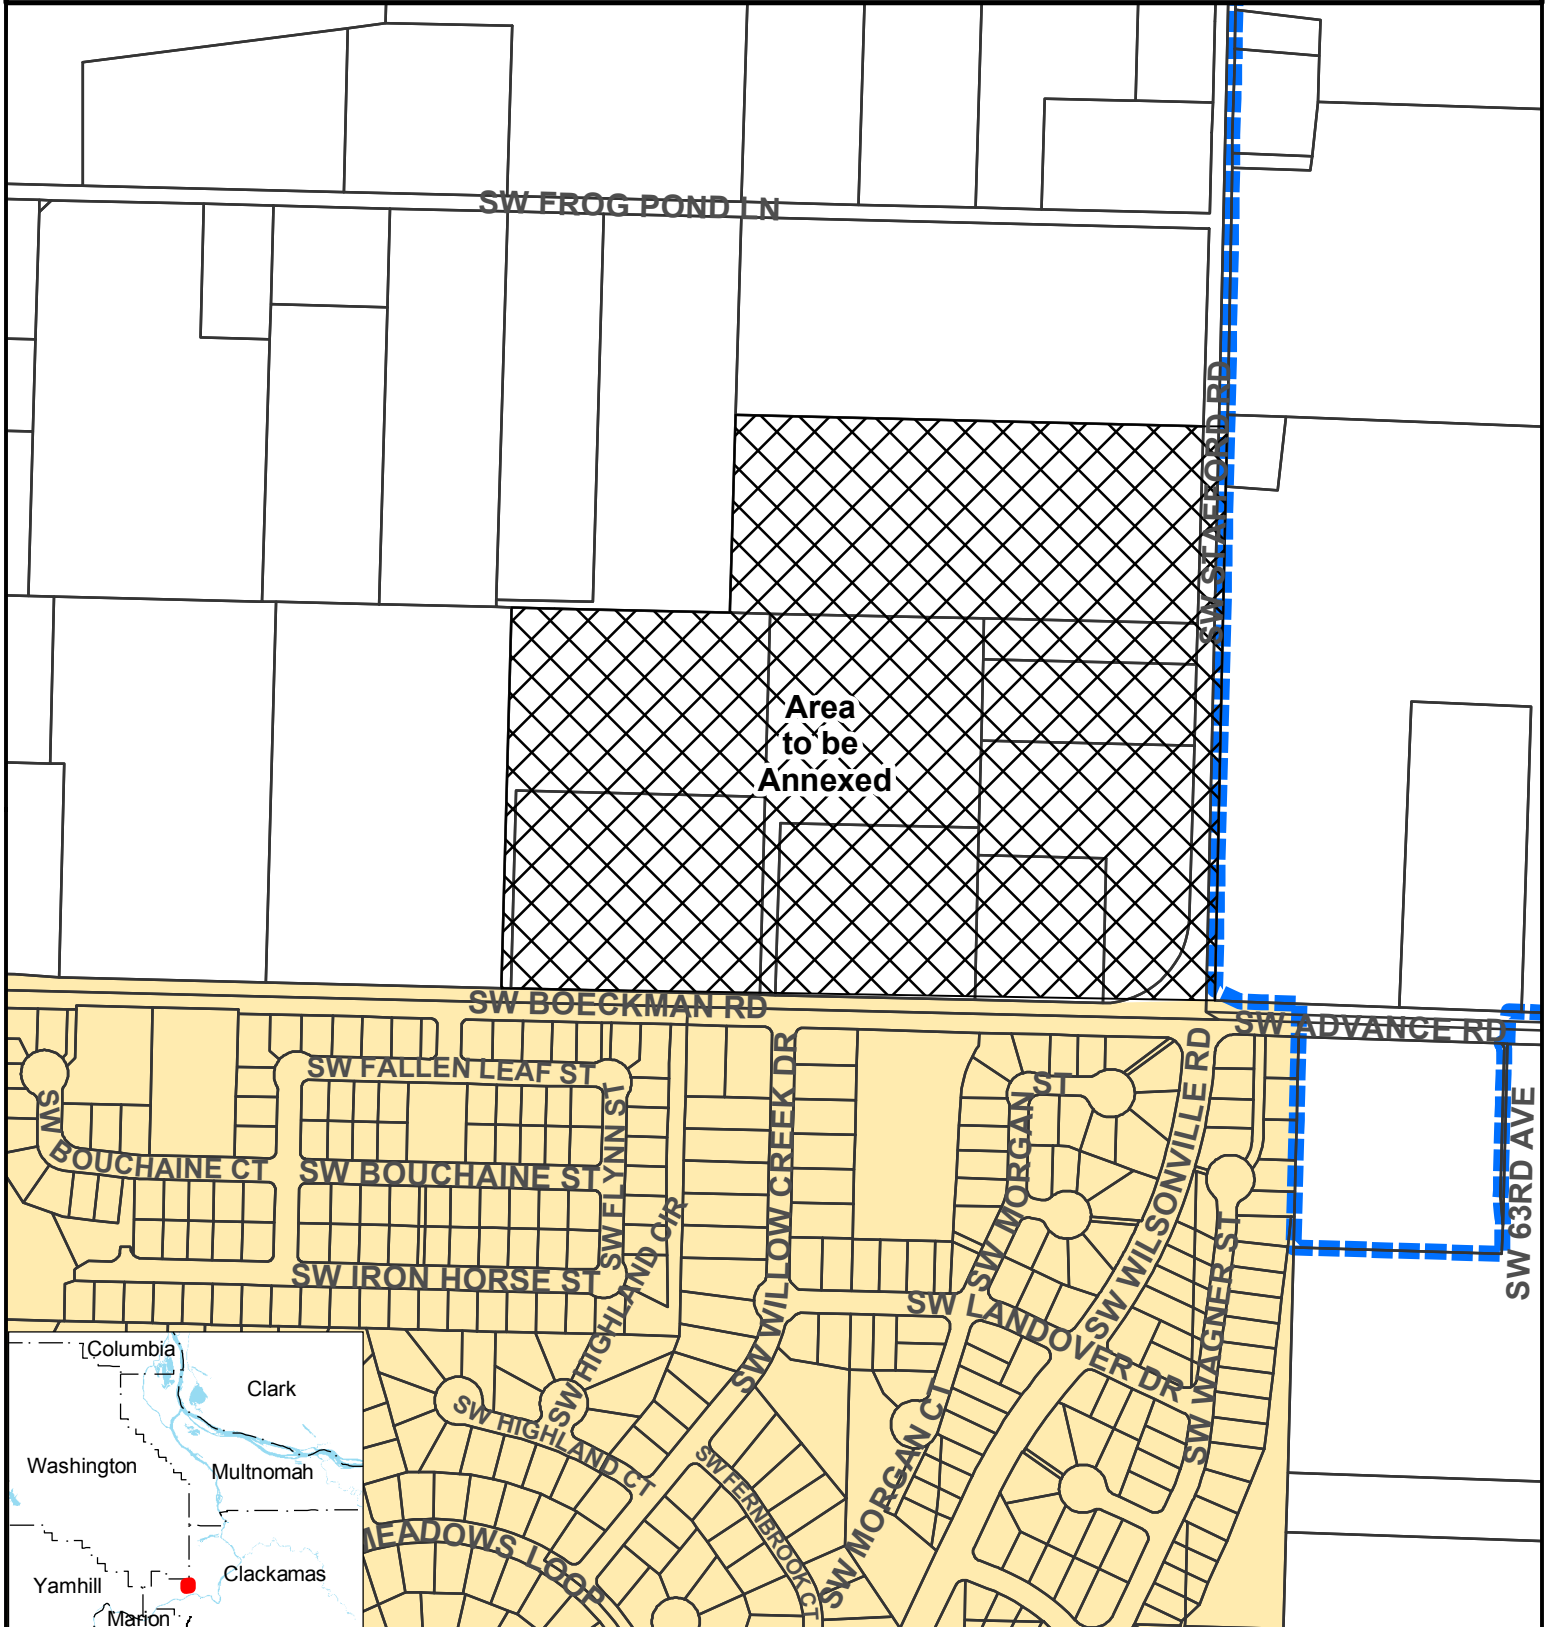 SW FROG POND LN
SW STAFFORD RD
Area
to be
Annexed
SW BOECKMAN RD
SW ADVANCE RD
SW FALLEN LEAF ST
SW
BOUCHAINE CT
SW BOUCHAINE ST
SW FLYNN ST
SW IRON HORSE ST
SW HIGHLAND CIR
SW WILLOW CREEK DR
SW MORGAN
ST
SW WILSONVILLE RD
SW WAGNER ST
SW 63RD AVE
SW LANDOVER DR
SW HIGHLAND CT
SW FERNBROOK CT
SW MORGAN CT
MEADOWS LOOP
Columbia
Clark
Washington
Multnomah
Yamhill
Clackamas
Marion